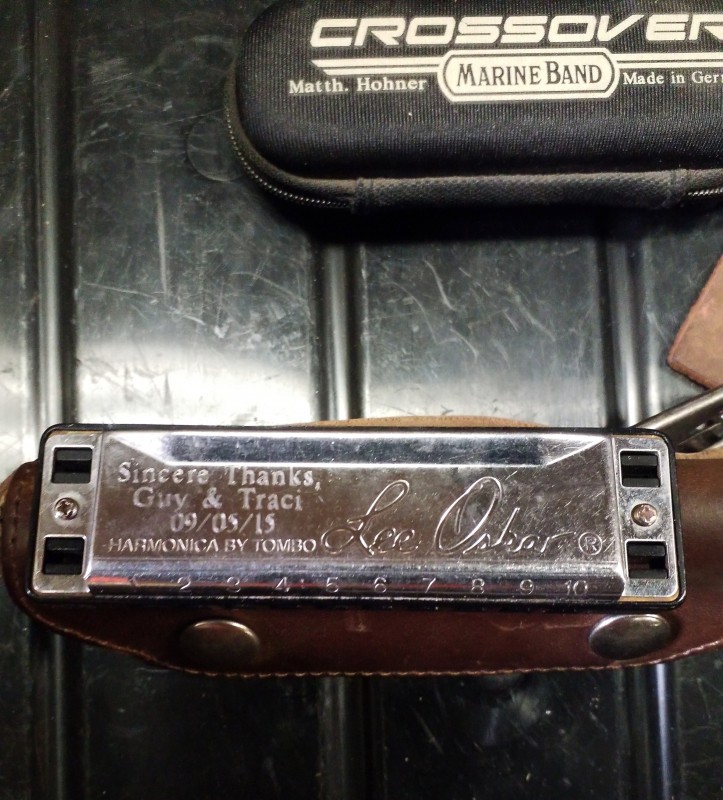 CROSSOVER
Matth. Hohner MARINE BAND Made in Ger
Sincere Thanks,
Guy & Traci
09/05/15
HARMONICA BY TOMBO Lee Oskar ®
1 2 3 4 5 6 7 8 9 10